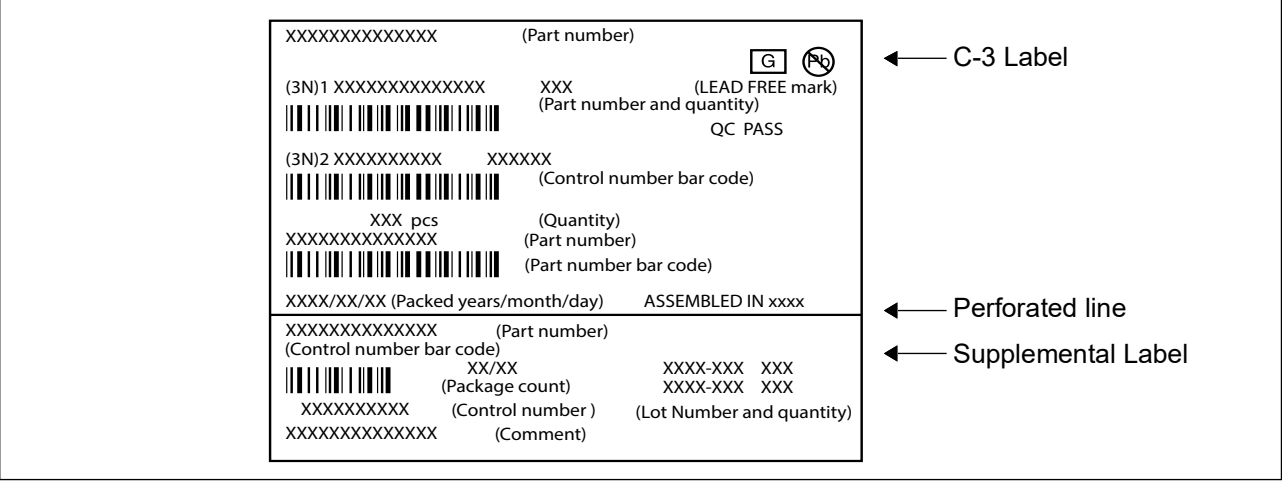 XXXXXXXXXXXXXX (Part number)
G Pb
C-3 Label
(3N)1 XXXXXXXXXXXXXX XXX (LEAD FREE mark)
(Part number and quantity)
QC PASS
(3N)2 XXXXXXXXXX XXXXXX
(Control number bar code)
XXX pcs (Quantity)
XXXXXXXXXXXXXX (Part number)
(Part number bar code)
XXXX/XX/XX (Packed years/month/day) ASSEMBLED IN xxxx
Perforated line
XXXXXXXXXXXXXX (Part number)
(Control number bar code)
Supplemental Label
XX/XX XXXX-XXX XXX
(Package count) XXXX-XXX XXX
XXXXXXXXXX (Control number ) (Lot Number and quantity)
XXXXXXXXXXXXXX (Comment)